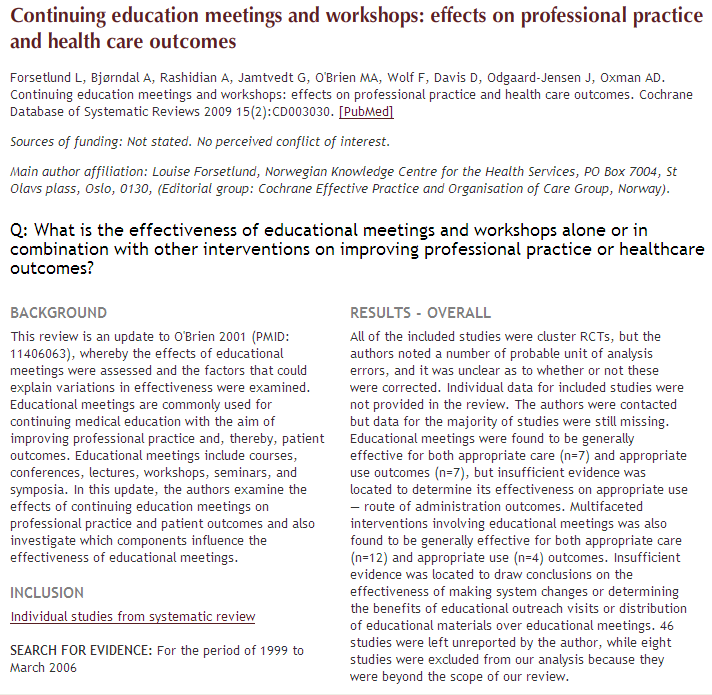 Continuing education meetings and workshops: effects on professional practice
and health care outcomes
Forsetlund L, Bjørndal A, Rashidian A, Jamtvedt G, O'Brien MA, Wolf F, Davis D, Odgaard-Jensen J, Oxman AD.
Continuing education meetings and workshops: effects on professional practice and health care outcomes. Cochrane
Database of Systematic Reviews 2009 15(2):CD003030. [PubMed]
Sources of funding: Not stated. No perceived conflict of interest.
Main author affiliation: Louise Forsetlund, Norwegian Knowledge Centre for the Health Services, PO Box 7004, St
Olavs plass, Oslo, 0130, (Editorial group: Cochrane Effective Practice and Organisation of Care Group, Norway).
Q: What is the effectiveness of educational meetings and workshops alone or in
combination with other interventions on improving professional practice or healthcare
outcomes?
BACKGROUND
This review is an update to O'Brien 2001 (PMID:
11406063), whereby the effects of educational
meetings were assessed and the factors that could
explain variations in effectiveness were examined.
Educational meetings are commonly used for
continuing medical education with the aim of
improving professional practice and, thereby, patient
outcomes. Educational meetings include courses,
conferences, lectures, workshops, seminars, and
symposia. In this update, the authors examine the
effects of continuing education meetings on
professional practice and patient outcomes and also
investigate which components influence the
effectiveness of educational meetings.
INCLUSION
Individual studies from systematic review
SEARCH FOR EVIDENCE: For the period of 1999 to
March 2006
RESULTS - OVERALL
All of the included studies were cluster RCTs, but the
authors noted a number of probable unit of analysis
errors, and it was unclear as to whether or not these
were corrected. Individual data for included studies were
not provided in the review. The authors were contacted
but data for the majority of studies were still missing.
Educational meetings were found to be generally
effective for both appropriate care (n=7) and appropriate
use outcomes (n=7), but insufficient evidence was
located to determine its effectiveness on appropriate use
— route of administration outcomes. Multifaceted
interventions involving educational meetings was also
found to be generally effective for both appropriate care
(n=12) and appropriate use (n=4) outcomes. Insufficient
evidence was located to draw conclusions on the
effectiveness of making system changes or determining
the benefits of educational outreach visits or distribution
of educational materials over educational meetings. 46
studies were left unreported by the author, while eight
studies were excluded from our analysis because they
were beyond the scope of our review.